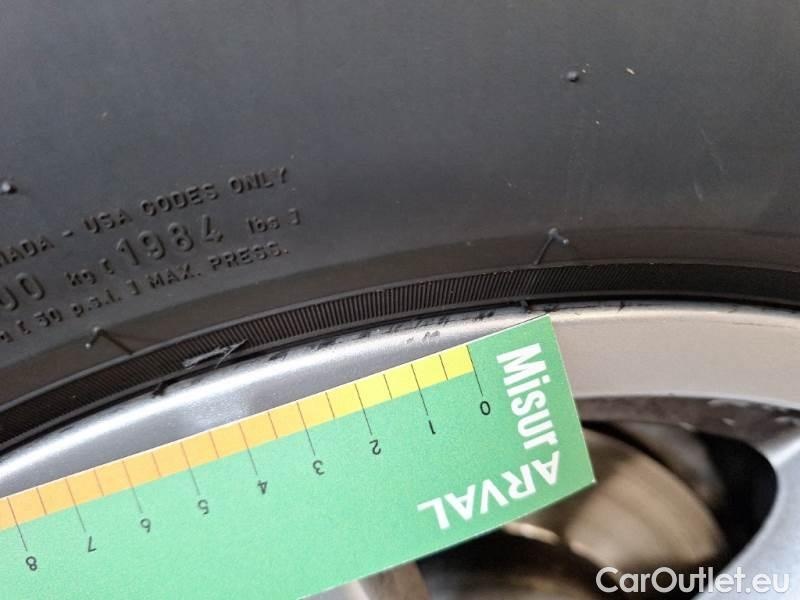 NADA - USA CODES ONLY
00 kg [ 1984 lbs ]
[ 50 p.s.i. ] MAX. PRESS.
Misur
ARVAL
0 1 2 3 4 5 6 7 8
CarOutlet.eu